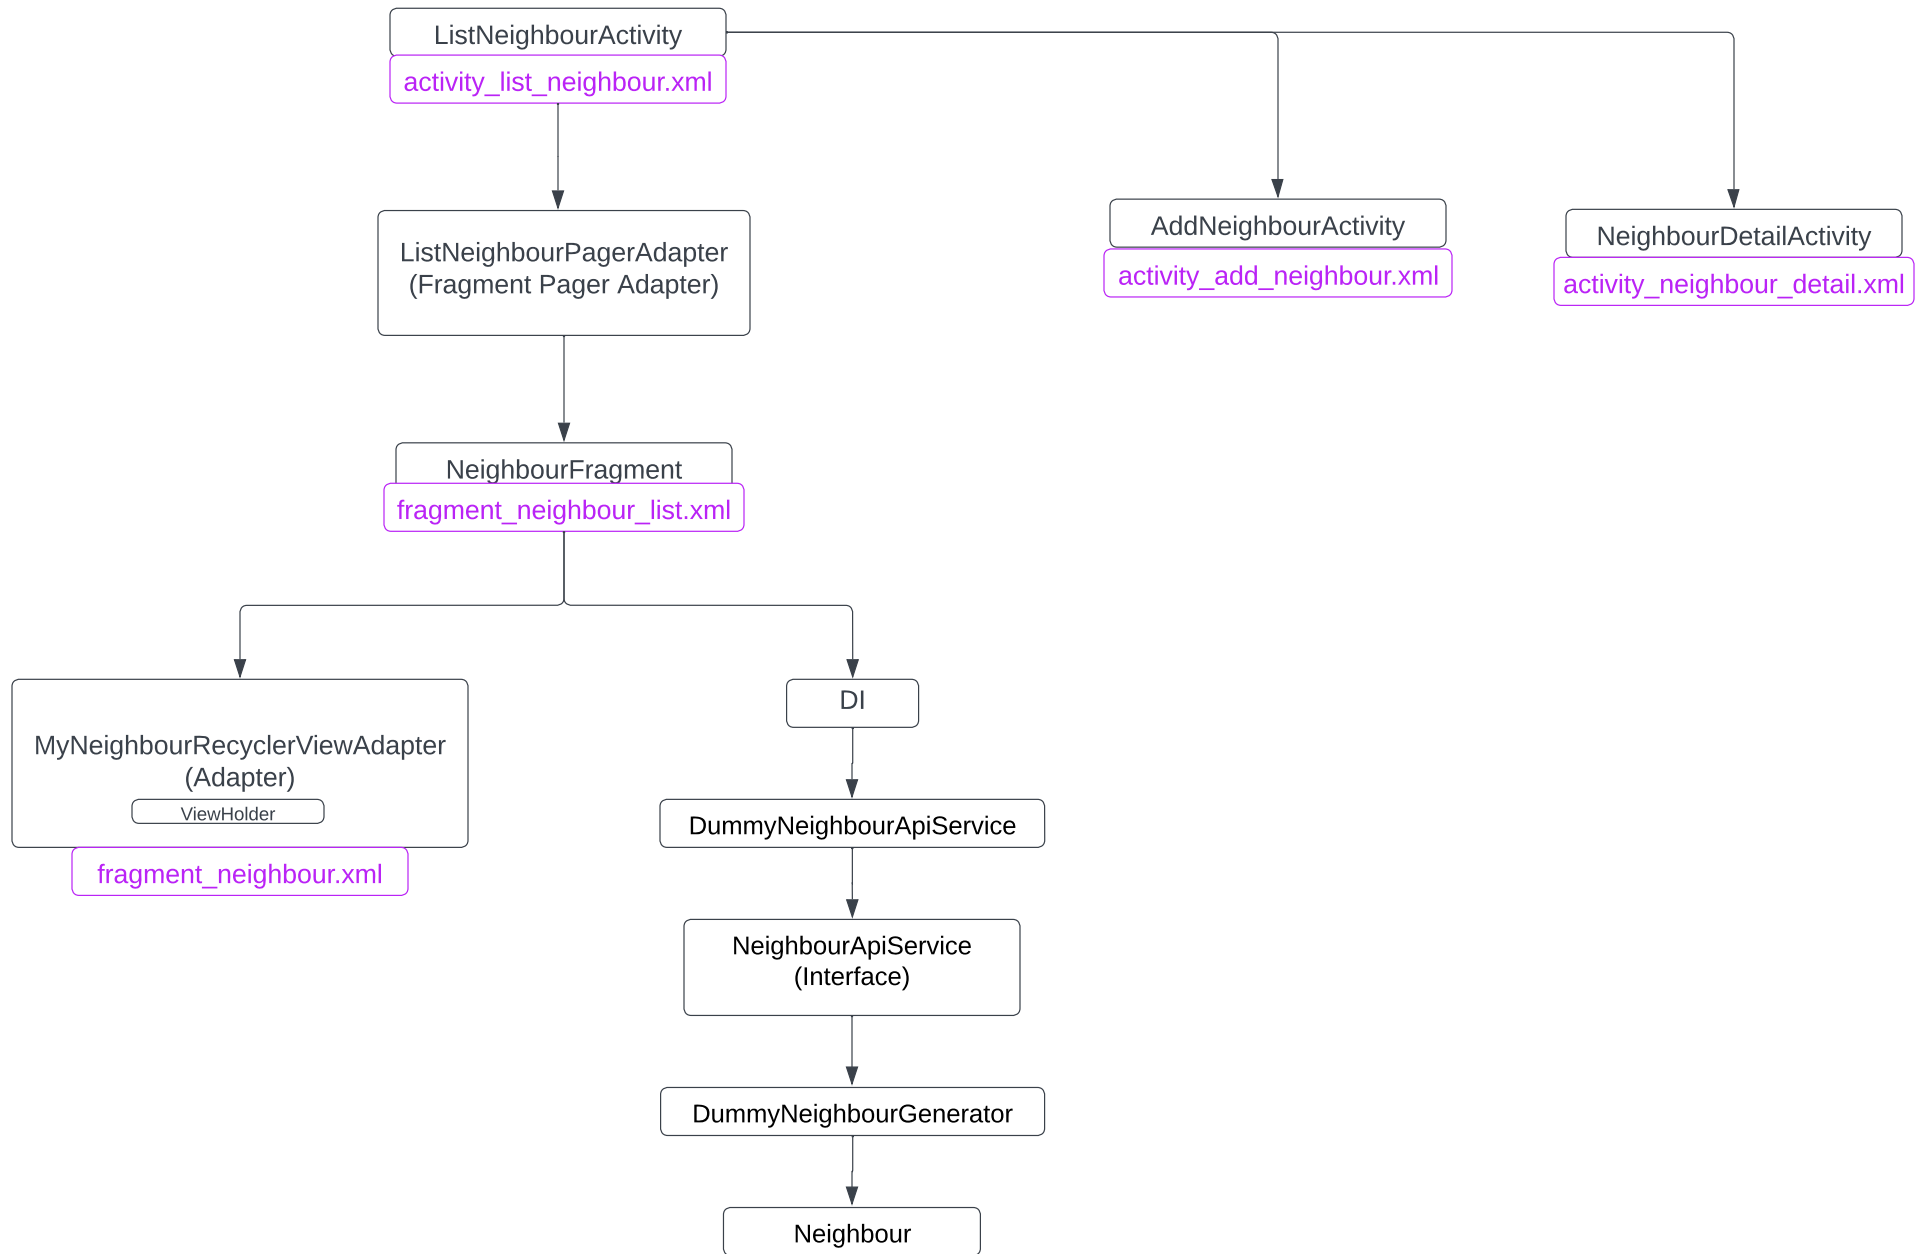 ListNeighbourActivity
activity_list_neighbour.xml
ListNeighbourPagerAdapter
(Fragment Pager Adapter)
AddNeighbourActivity
activity_add_neighbour.xml
NeighbourDetailActivity
activity_neighbour_detail.xml
NeighbourFragment
fragment_neighbour_list.xml
MyNeighbourRecyclerViewAdapter
(Adapter)
ViewHolder
fragment_neighbour.xml
DI
DummyNeighbourApiService
NeighbourApiService
(Interface)
DummyNeighbourGenerator
Neighbour